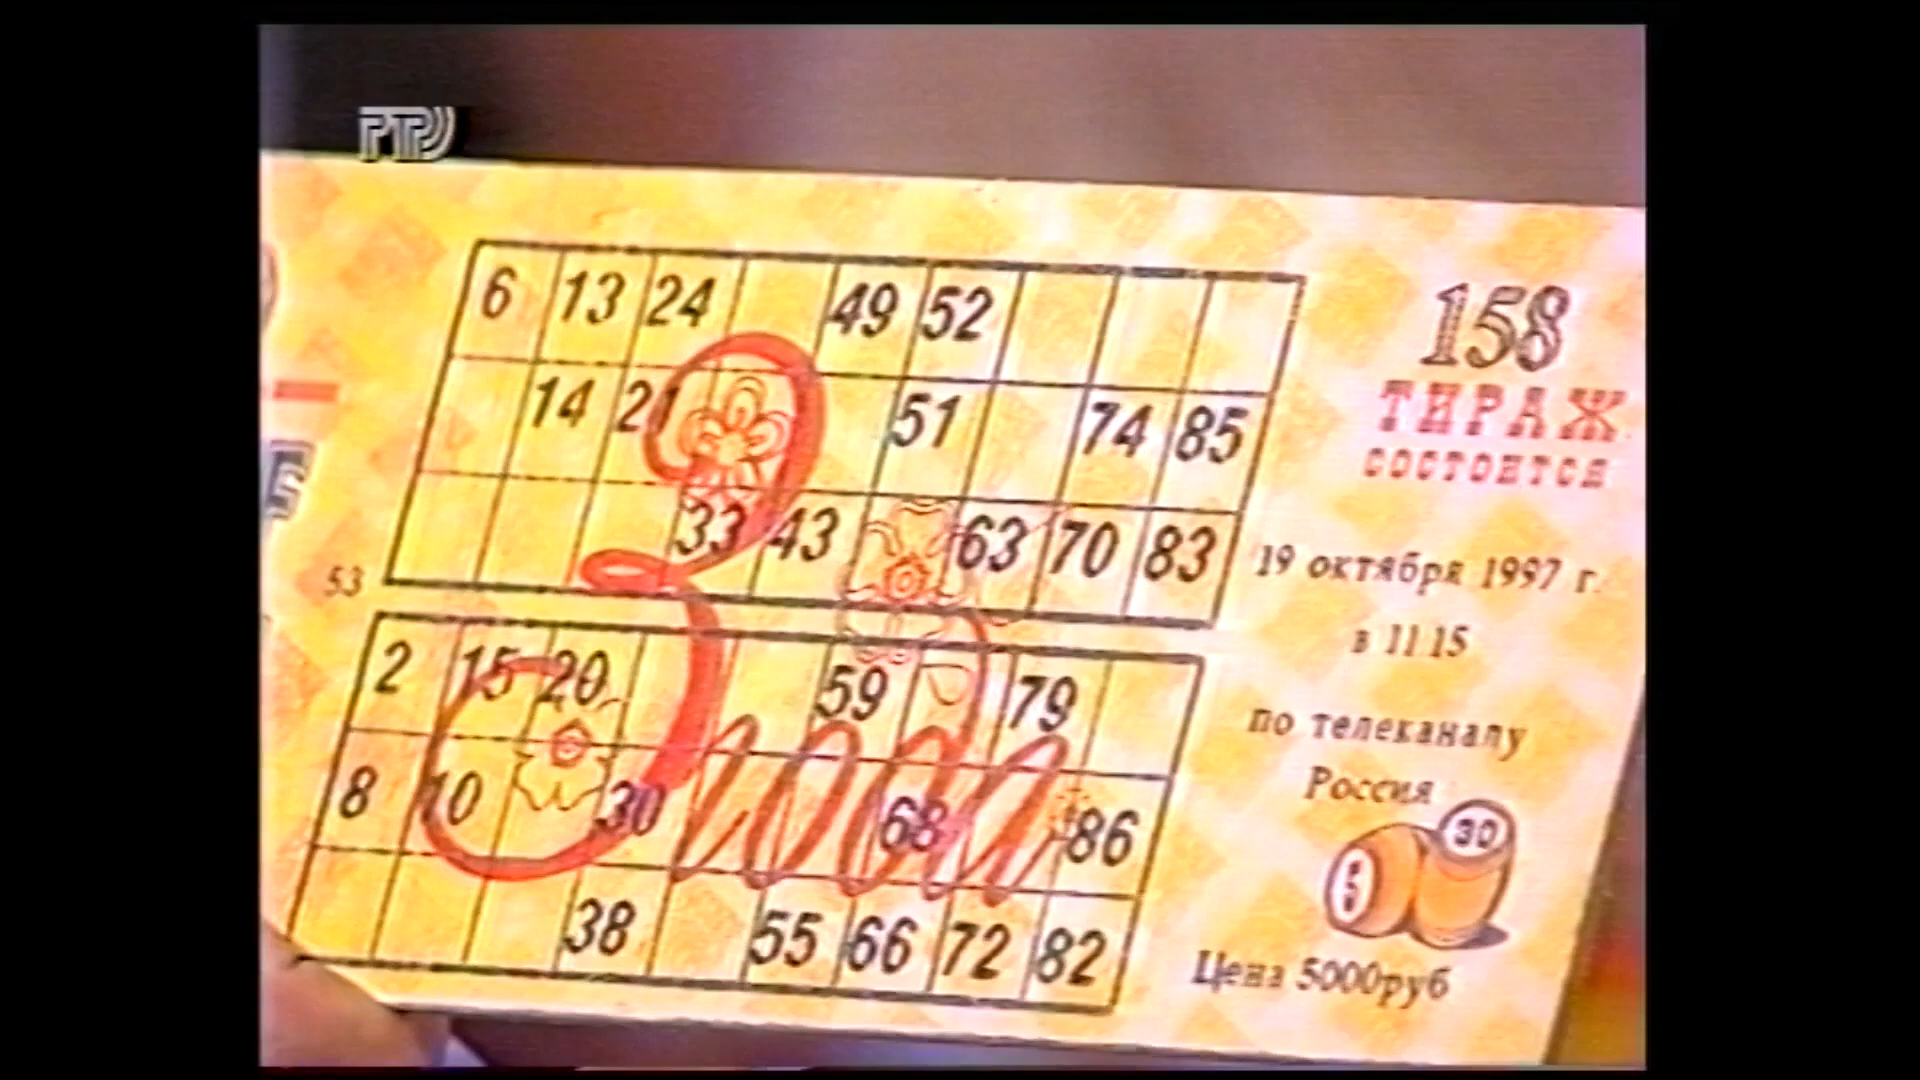 РТР
6 13 24 49 52
14 21 51 74 85
33 43 63 70 83
53
2 15 20 59 79
8 10 30 68 86
38 55 66 72 82
158
ТИРАЖ
СОСТОИТСЯ
19 октября 1997 г.
в 11 15
по телеканалу
Россия
30
Цена 5000руб